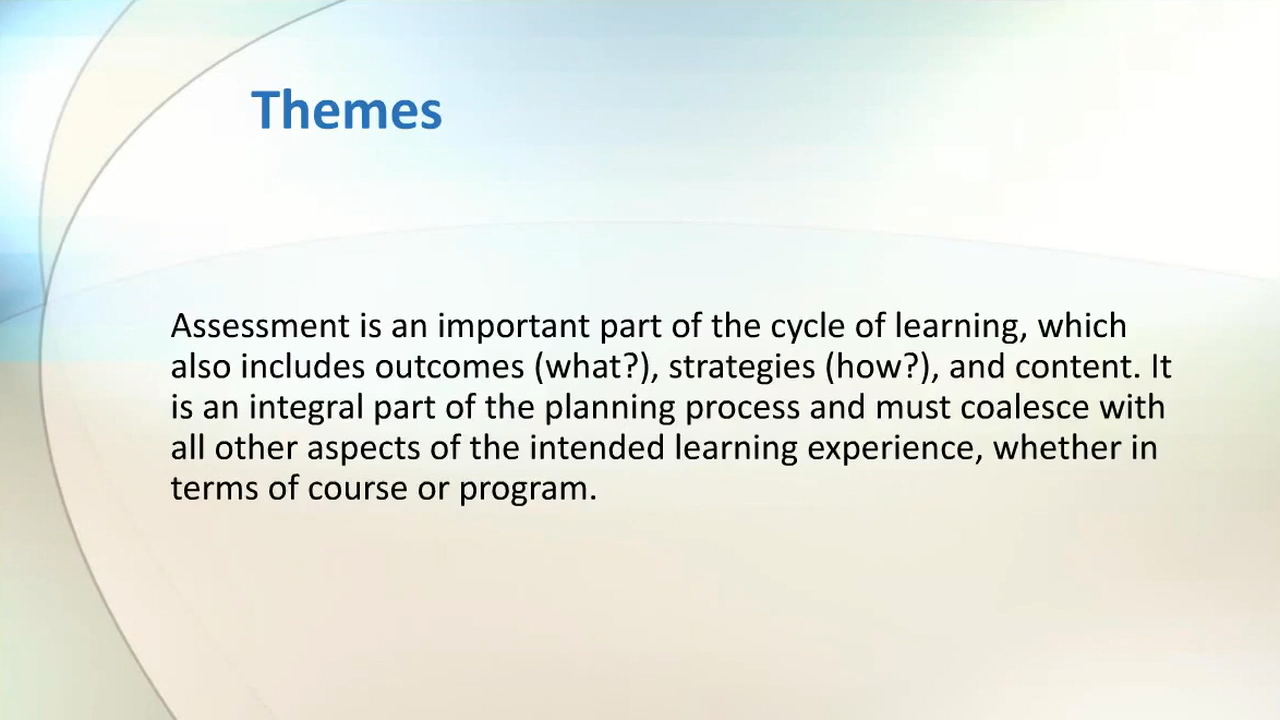 Themes
Assessment is an important part of the cycle of learning, which
also includes outcomes (what?), strategies (how?), and content. It
is an integral part of the planning process and must coalesce with
all other aspects of the intended learning experience, whether in
terms of course or program.